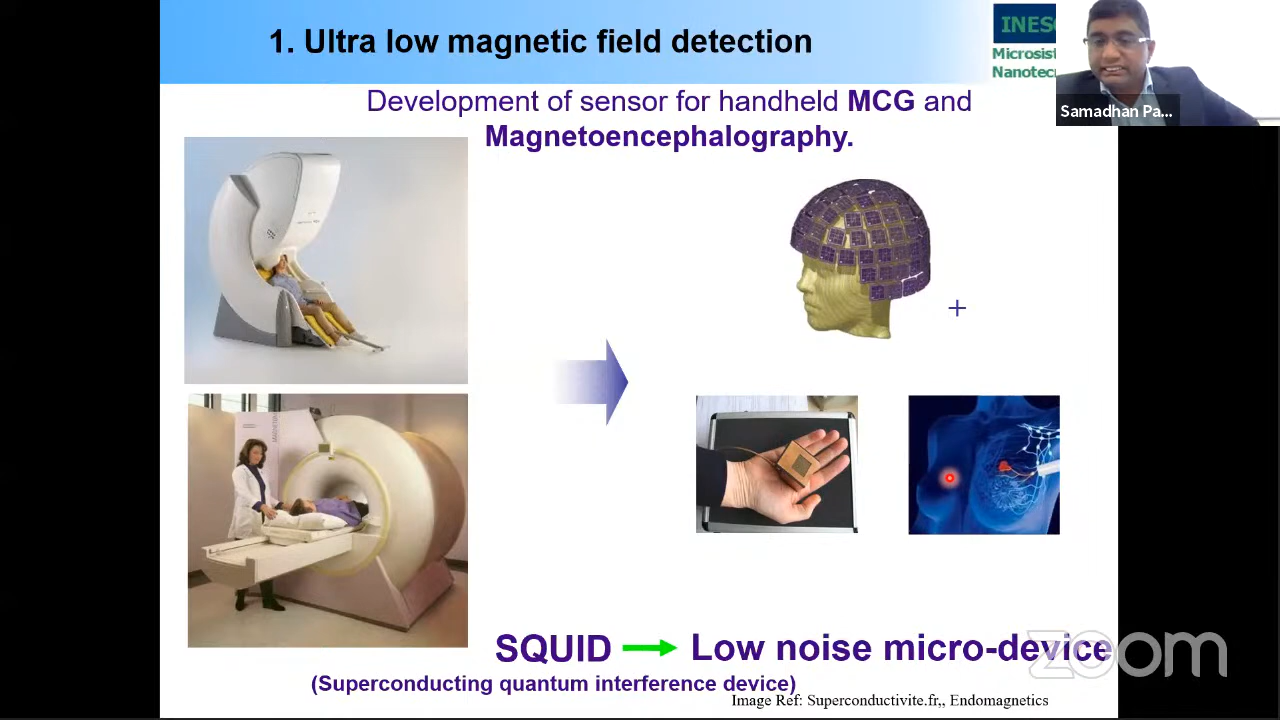 1. Ultra low magnetic field detection
INESC
Microsist
Nanotec
Samadhan Pa...
Development of sensor for handheld MCG and
Magnetoencephalography.
+
SQUID → Low noise micro-device
(Superconducting quantum interference device)
zoom
Image Ref: Superconductivite.fr,, Endomagnetics